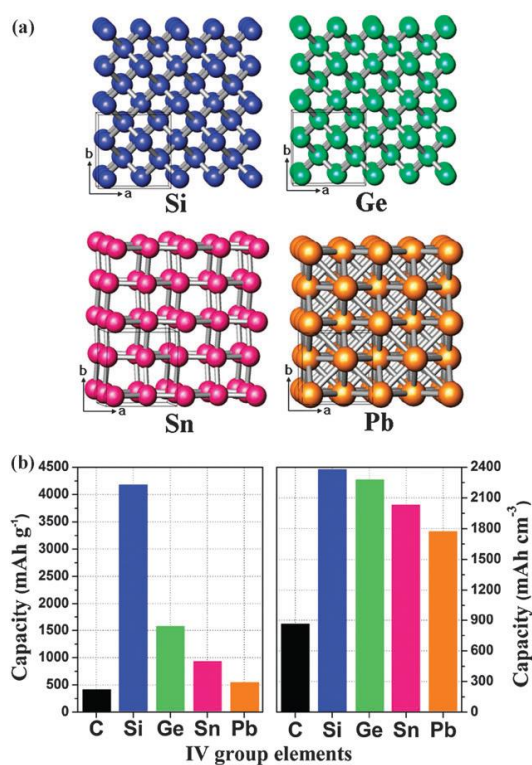 (a)
b
a
Si
b
a
Ge
b
a
Sn
b
a
Pb
(b)
4500
4000
3500
3000
2500
2000
1500
1000
500
0
Capacity (mAh g⁻¹)
C Si Ge Sn Pb
C Si Ge Sn Pb
2400
2100
1800
1500
1200
900
600
300
0
Capacity (mAh cm⁻³)
IV group elements